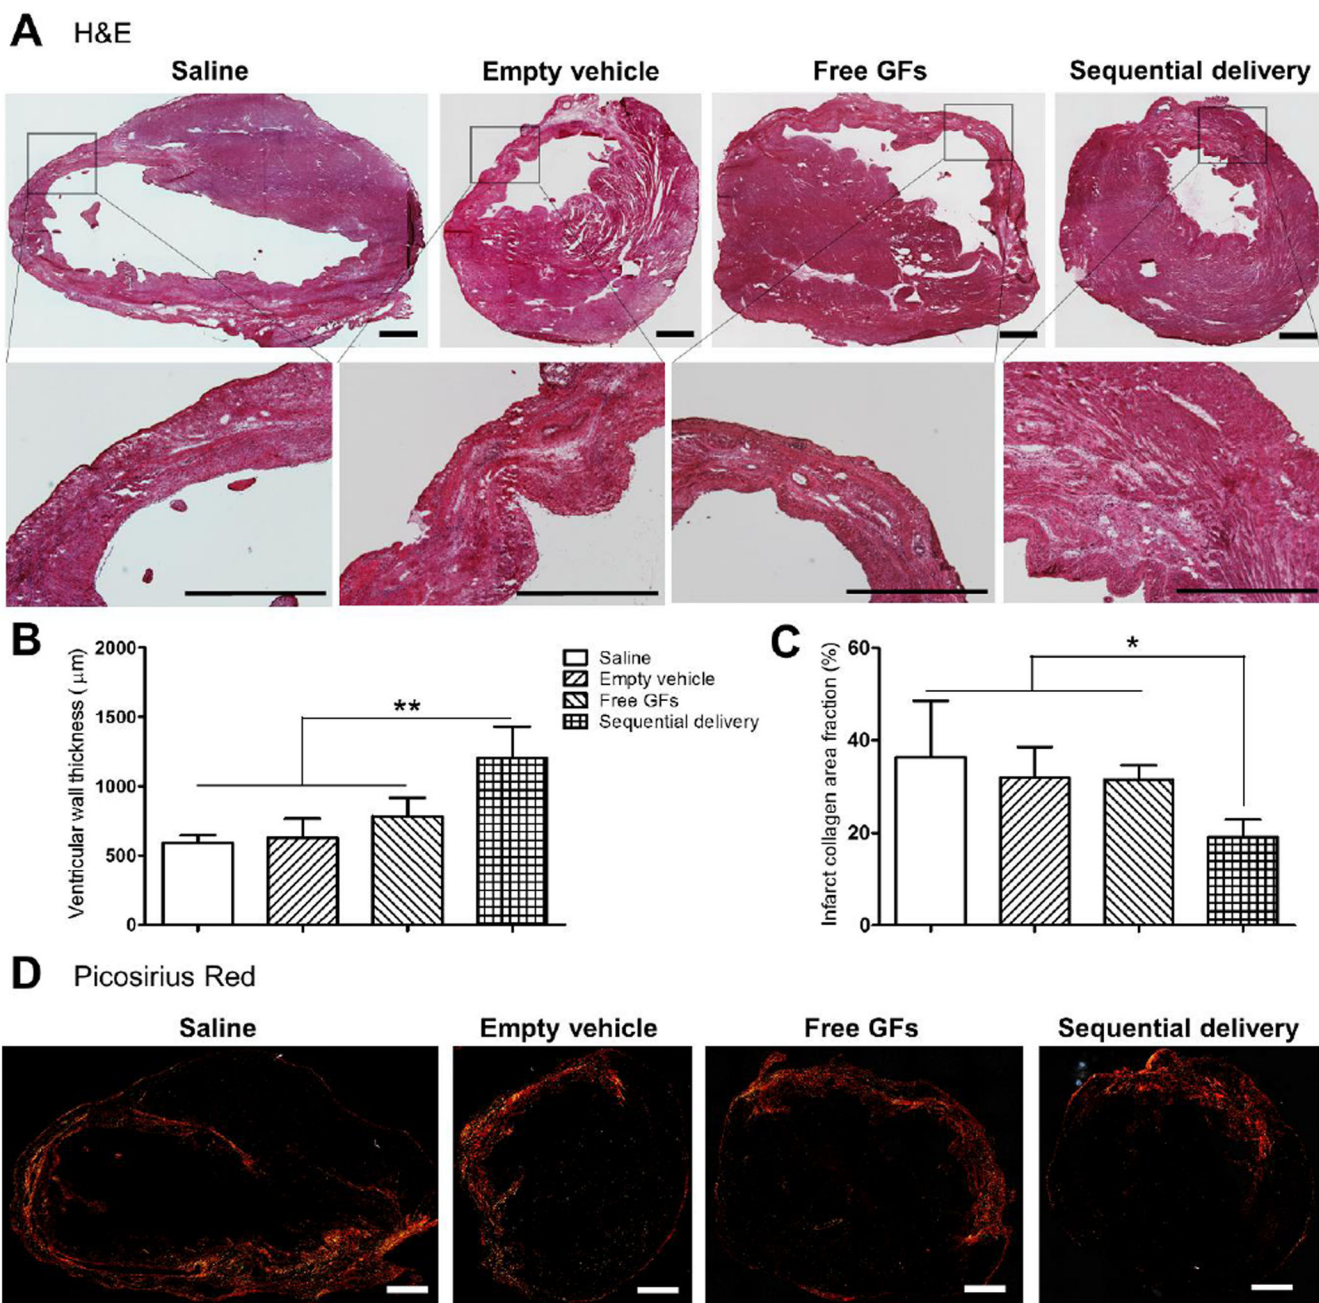 A H&E
Saline Empty vehicle Free GFs Sequential delivery
B
Ventricular wall thickness ( μm)
2000
1500
1000
500
0
**
Saline
Empty vehicle
Free GFs
Sequential delivery
C
Infarct collagen area fraction (%)
60
40
20
0
*
D Picosirius Red
Saline Empty vehicle Free GFs Sequential delivery